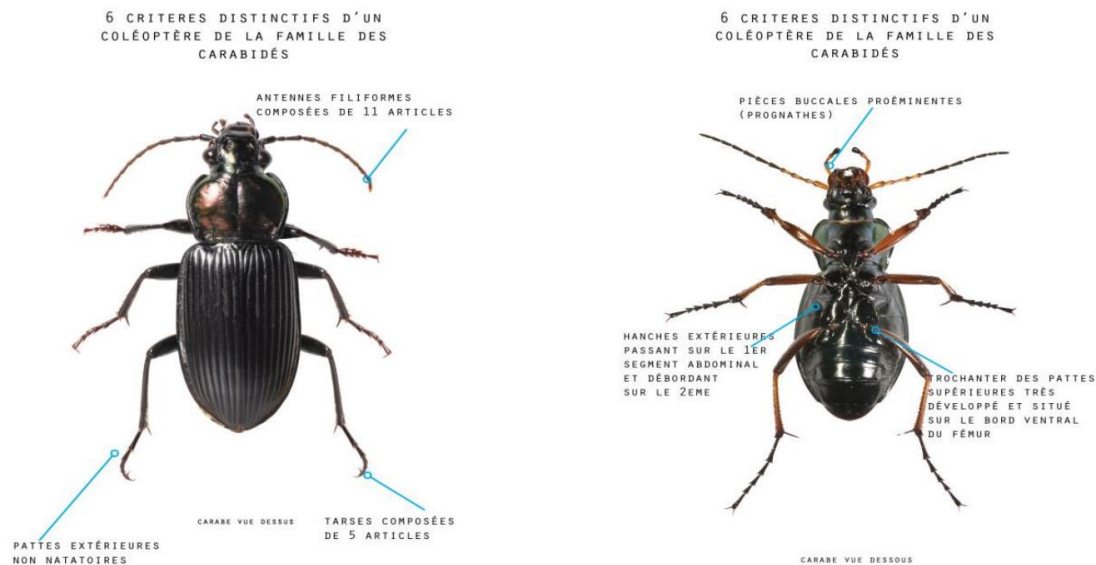 6 CRITERES DISTINCTIFS D'UN
COLÉOPTÈRE DE LA FAMILLE DES
CARABIDÉS
ANTENNES FILIFORMES
COMPOSÉES DE 11 ARTICLES
PATTES EXTÉRIEURES
NON NATATOIRES
CARABE VUE DESSUS
TARSES COMPOSÉES
DE 5 ARTICLES
6 CRITERES DISTINCTIFS D'UN
COLÉOPTÈRE DE LA FAMILLE DES
CARABIDÉS
PIÈCES BUCCALES PROÉMINENTES
(PROGNATHES)
HANCHES EXTÉRIEURES
PASSANT SUR LE 1ER
SEGMENT ABDOMINAL
ET DÉBORDANT
SUR LE 2EME
TROCHANTER DES PATTES
SUPÉRIEURES TRÈS
DÉVELOPPÉ ET SITUÉ
SUR LE BORD VENTRAL
DU FÉMUR
CARABE VUE DESSOUS